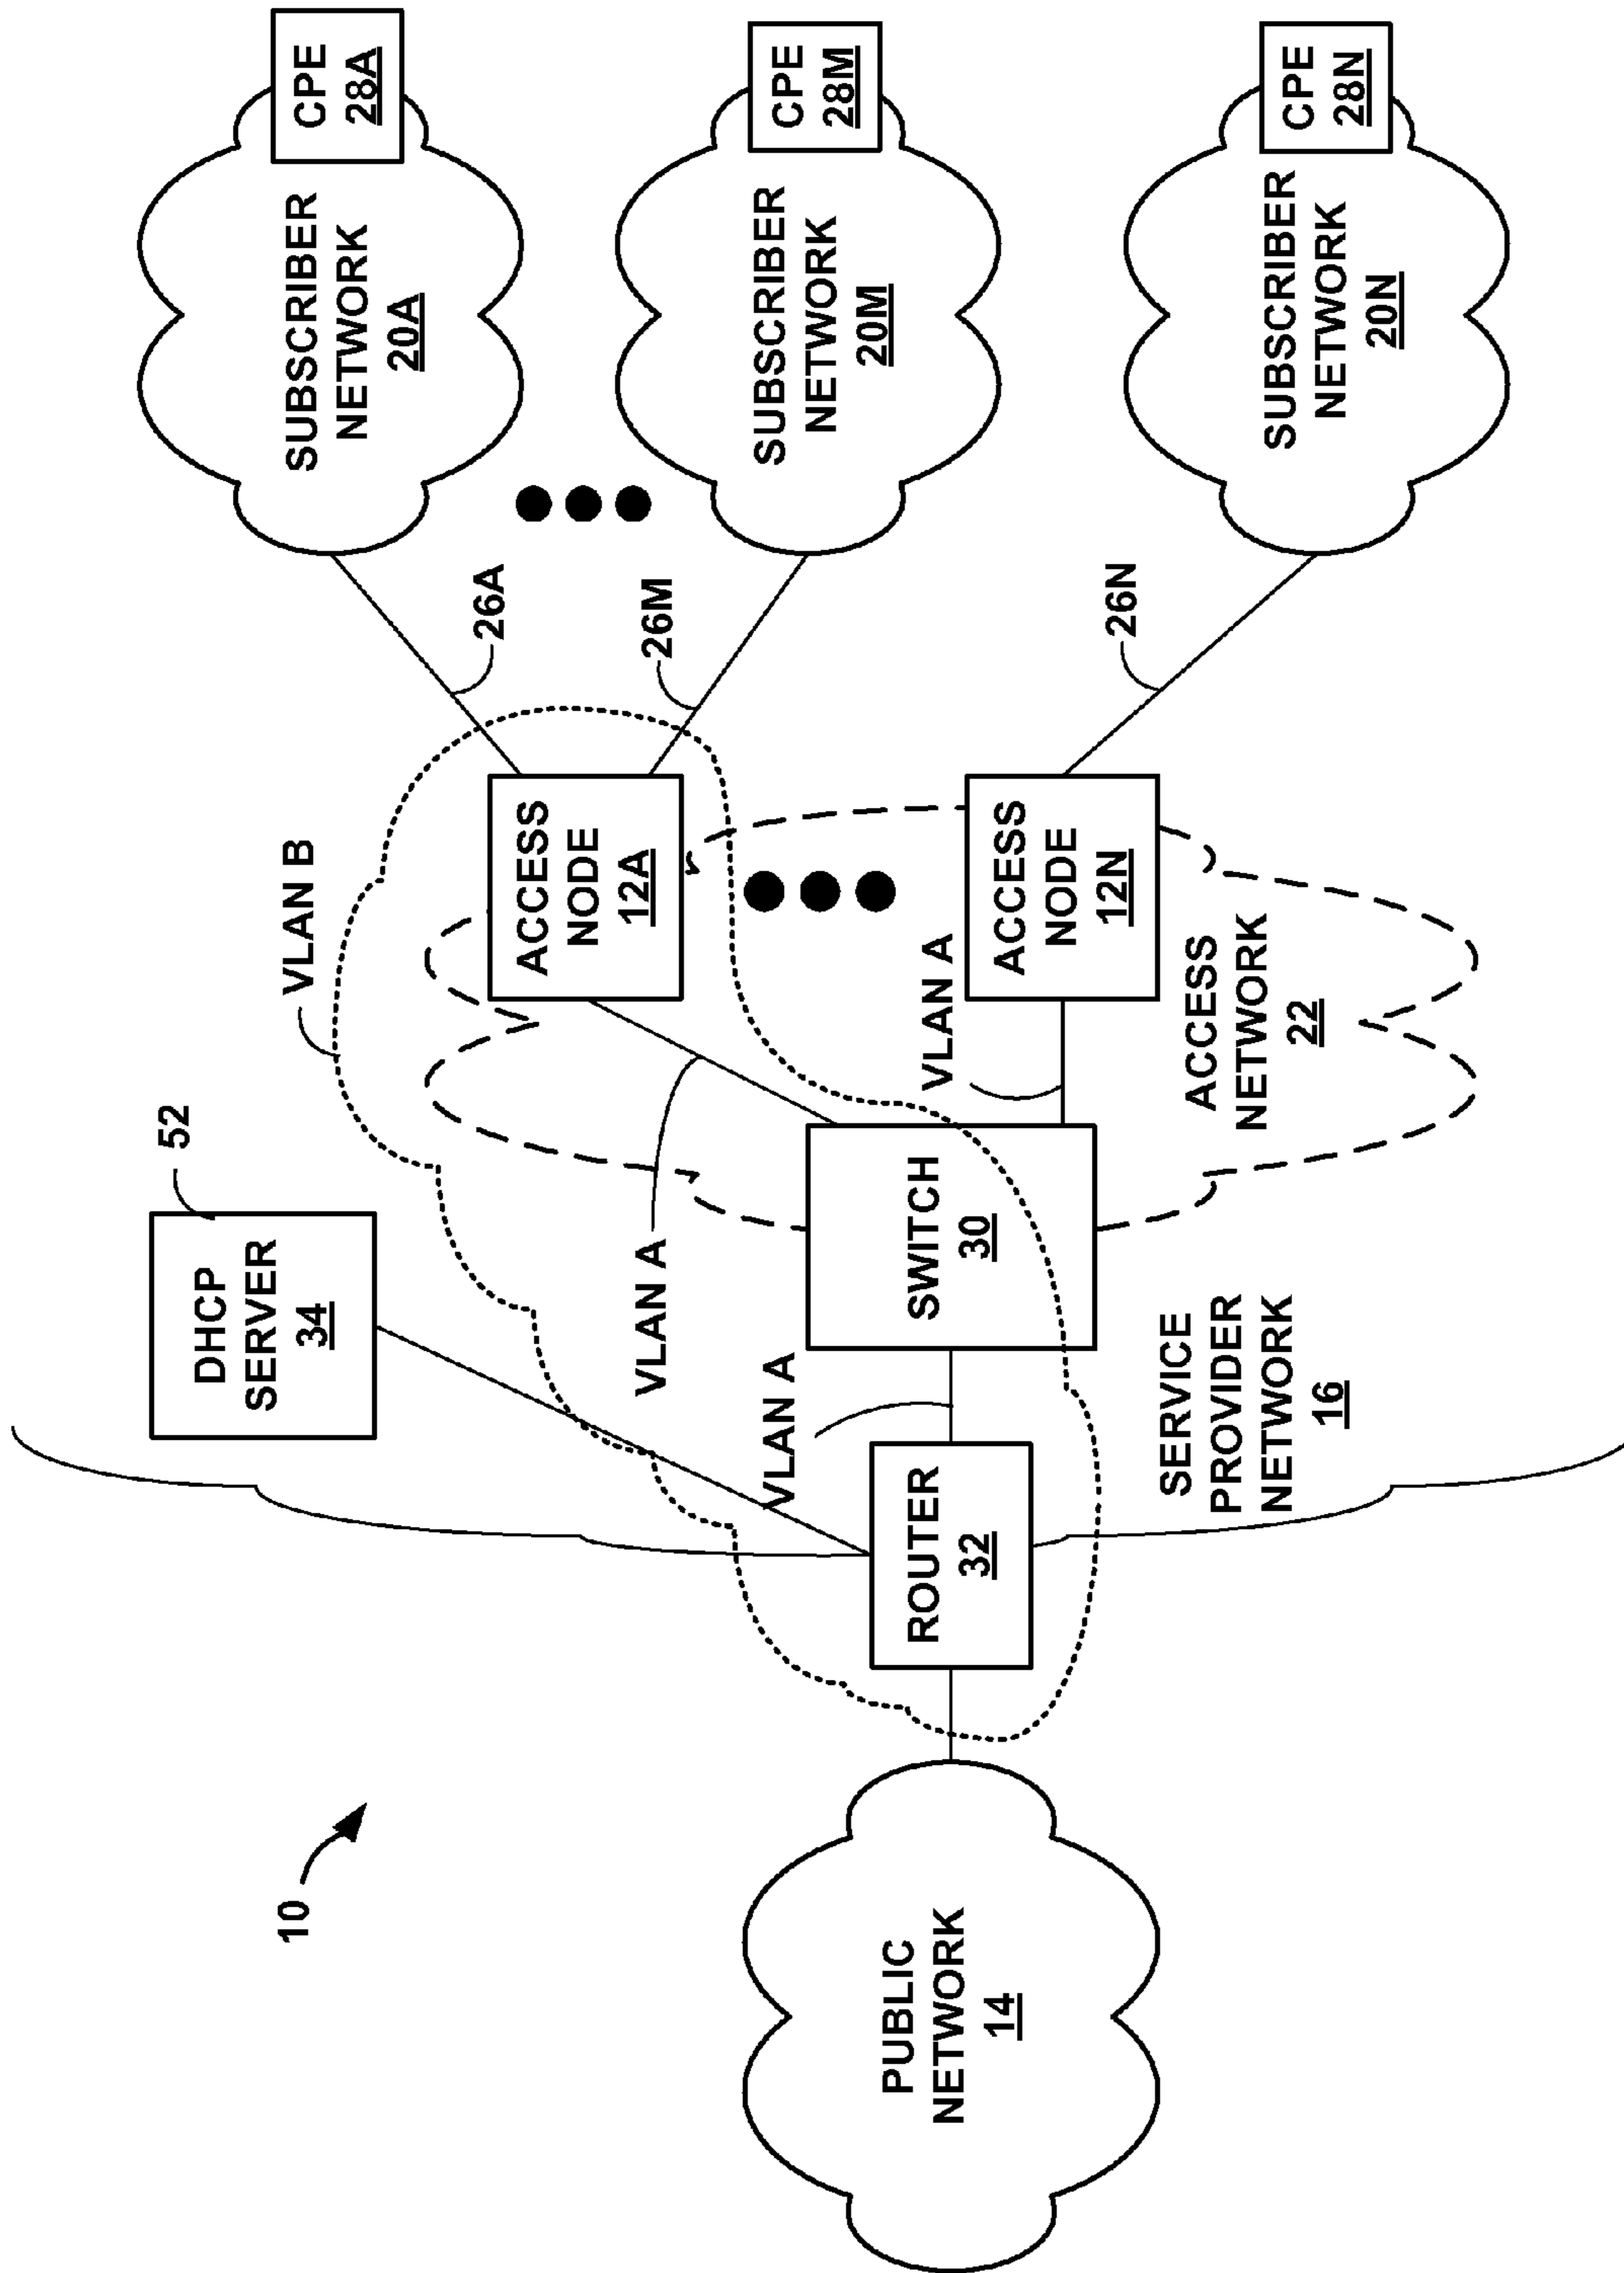 10
PUBLIC
NETWORK
14
ROUTER
32
DHCP
SERVER
34
52
VLAN A
VLAN A
SERVICE
PROVIDER
NETWORK
16
SWITCH
30
VLAN B
ACCESS
NODE
12A
VLAN A
ACCESS
NODE
12N
ACCESS
NETWORK
22
26A
26M
26N
SUBSCRIBER
NETWORK
20A
CPE
28A
SUBSCRIBER
NETWORK
20M
CPE
28M
SUBSCRIBER
NETWORK
20N
CPE
28N